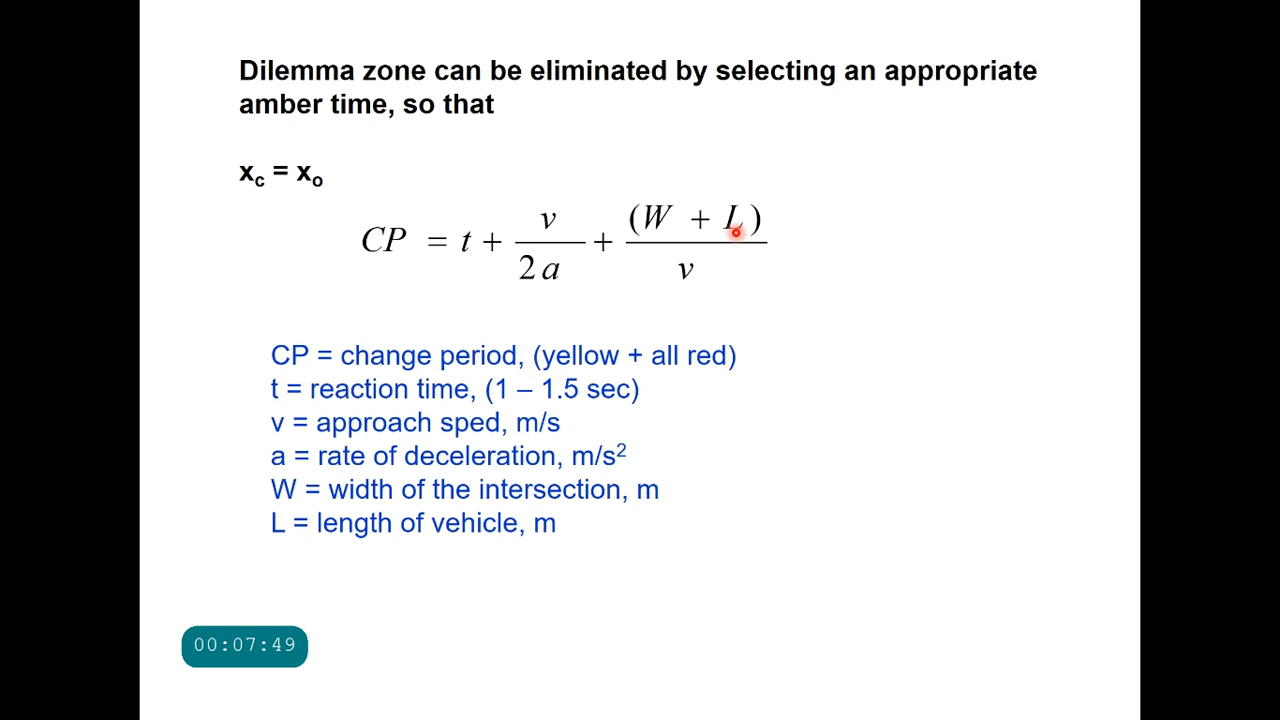 Dilemma zone can be eliminated by selecting an appropriate
amber time, so that
xc = xo
CP = t + v/2a + (W + L)/v
CP = change period, (yellow + all red)
t = reaction time, (1 – 1.5 sec)
v = approach sped, m/s
a = rate of deceleration, m/s²
W = width of the intersection, m
L = length of vehicle, m
00:07:49